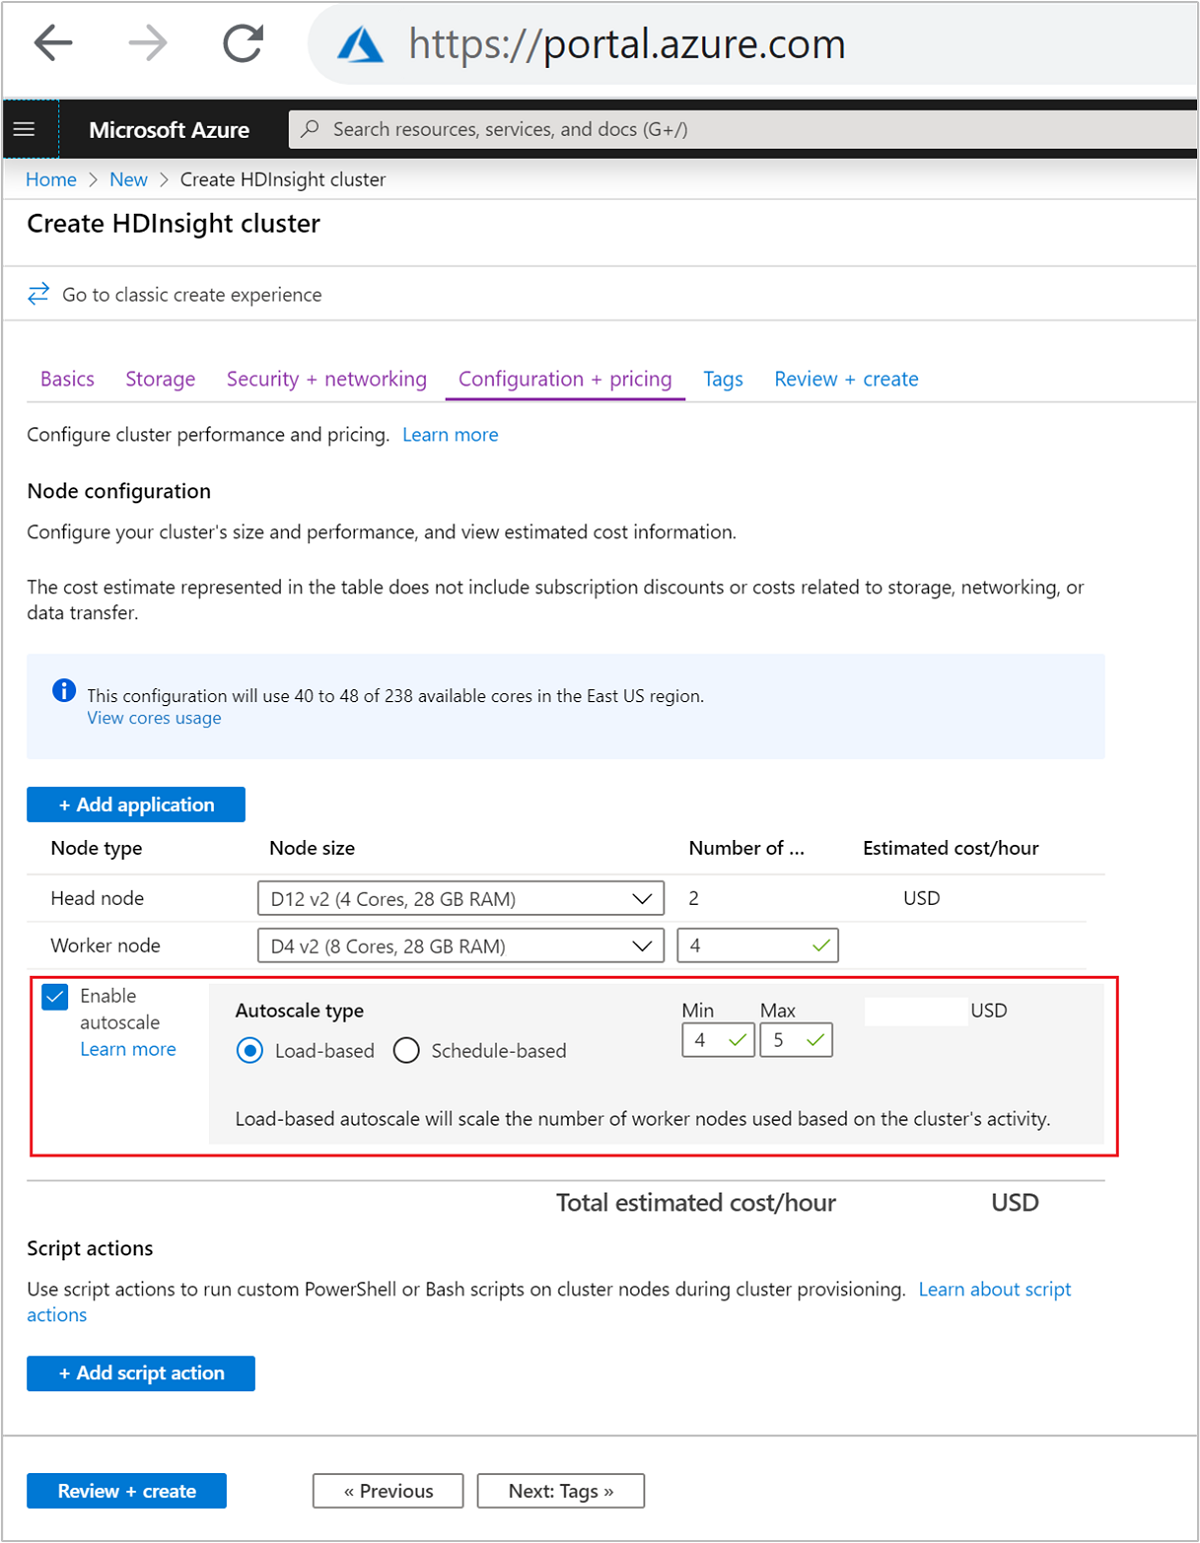 https://portal.azure.com
Microsoft Azure
Search resources, services, and docs (G+/)
Home > New > Create HDInsight cluster
Create HDInsight cluster
Go to classic create experience
Basics Storage Security + networking Configuration + pricing Tags Review + create
Configure cluster performance and pricing. Learn more
Node configuration
Configure your cluster's size and performance, and view estimated cost information.
The cost estimate represented in the table does not include subscription discounts or costs related to storage, networking, or
data transfer.
This configuration will use 40 to 48 of 238 available cores in the East US region.
View cores usage
+ Add application
Node type Node size Number of ... Estimated cost/hour
Head node D12 v2 (4 Cores, 28 GB RAM) 2 USD
Worker node D4 v2 (8 Cores, 28 GB RAM) 4
Enable
autoscale
Learn more
Autoscale type Min Max USD
Load-based Schedule-based 4 5
Load-based autoscale will scale the number of worker nodes used based on the cluster's activity.
Total estimated cost/hour USD
Script actions
Use script actions to run custom PowerShell or Bash scripts on cluster nodes during cluster provisioning. Learn about script
actions
+ Add script action
Review + create « Previous Next: Tags »